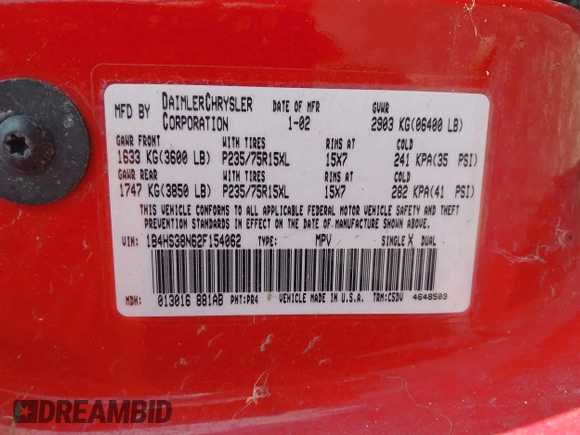 MFD BY DAIMLERCHRYSLER CORPORATION DATE OF MFR 1-02 GVWR 2903 KG(06400 LB)
GAWR FRONT WITH TIRES RIMS AT COLD
1633 KG(3600 LB) P235/75R15XL 15X7 241 KPA(35 PSI)
GAWR REAR WITH TIRES RIMS AT COLD
1747 KG(3850 LB) P235/75R15XL 15X7 282 KPA(41 PSI)
THIS VEHICLE CONFORMS TO ALL APPLICABLE FEDERAL MOTOR VEHICLE SAFETY AND THEFT
PREVENTION STANDARDS IN EFFECT ON THE DATE OF MANUFACTURE SHOWN ABOVE.
VIN: 1B4HS38N62F154062 TYPE: MPV SINGLE X DUAL
MDH: 013016 881AB PNT:PR4 VEHICLE MADE IN U.S.A. TRM:CSDV 4648503
DREAMBID